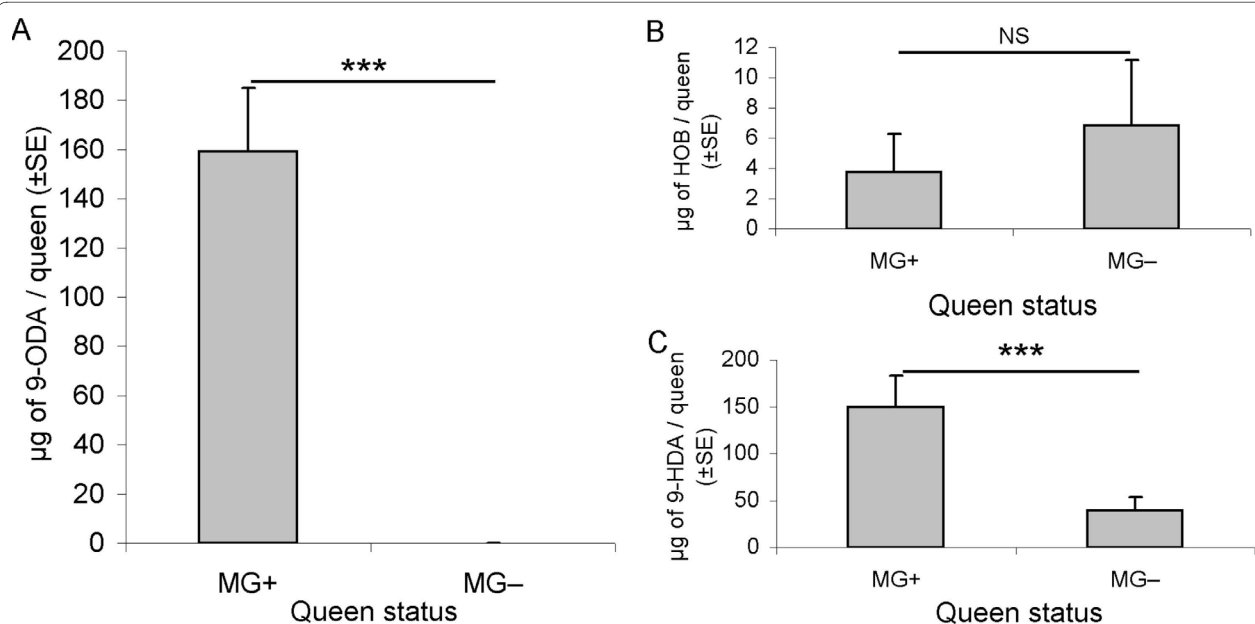 A
µg of 9-ODA / queen (±SE)
200
180
160
140
120
100
80
60
40
20
0
***
MG+ MG–
Queen status
B
µg of HOB / queen
(±SE)
12
10
8
6
4
2
0
NS
MG+ MG–
Queen status
C
µg of 9-HDA / queen
(±SE)
200
150
100
50
0
***
MG+ MG–
Queen status